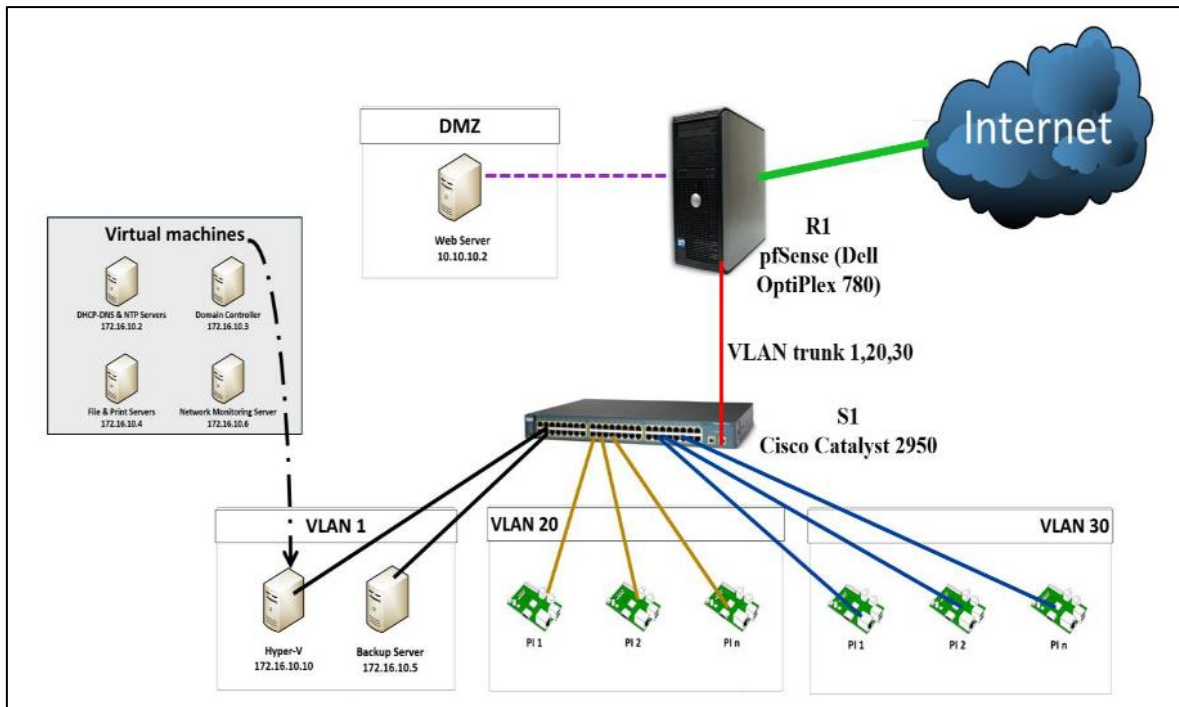 Internet
DMZ
Web Server
10.10.10.2
R1
pfSense (Dell
OptiPlex 780)
Virtual machines
DHCP-DNS & NTP Servers
172.16.10.2
Domain Controller
172.16.10.3
File & Print Servers
172.16.10.4
Network Monitoring Server
172.16.10.6
VLAN trunk 1,20,30
S1
Cisco Catalyst 2950
VLAN 1
Hyper-V
172.16.10.10
Backup Server
172.16.10.5
VLAN 20
PI 1
PI 2
PI n
VLAN 30
PI 1
PI 2
PI n